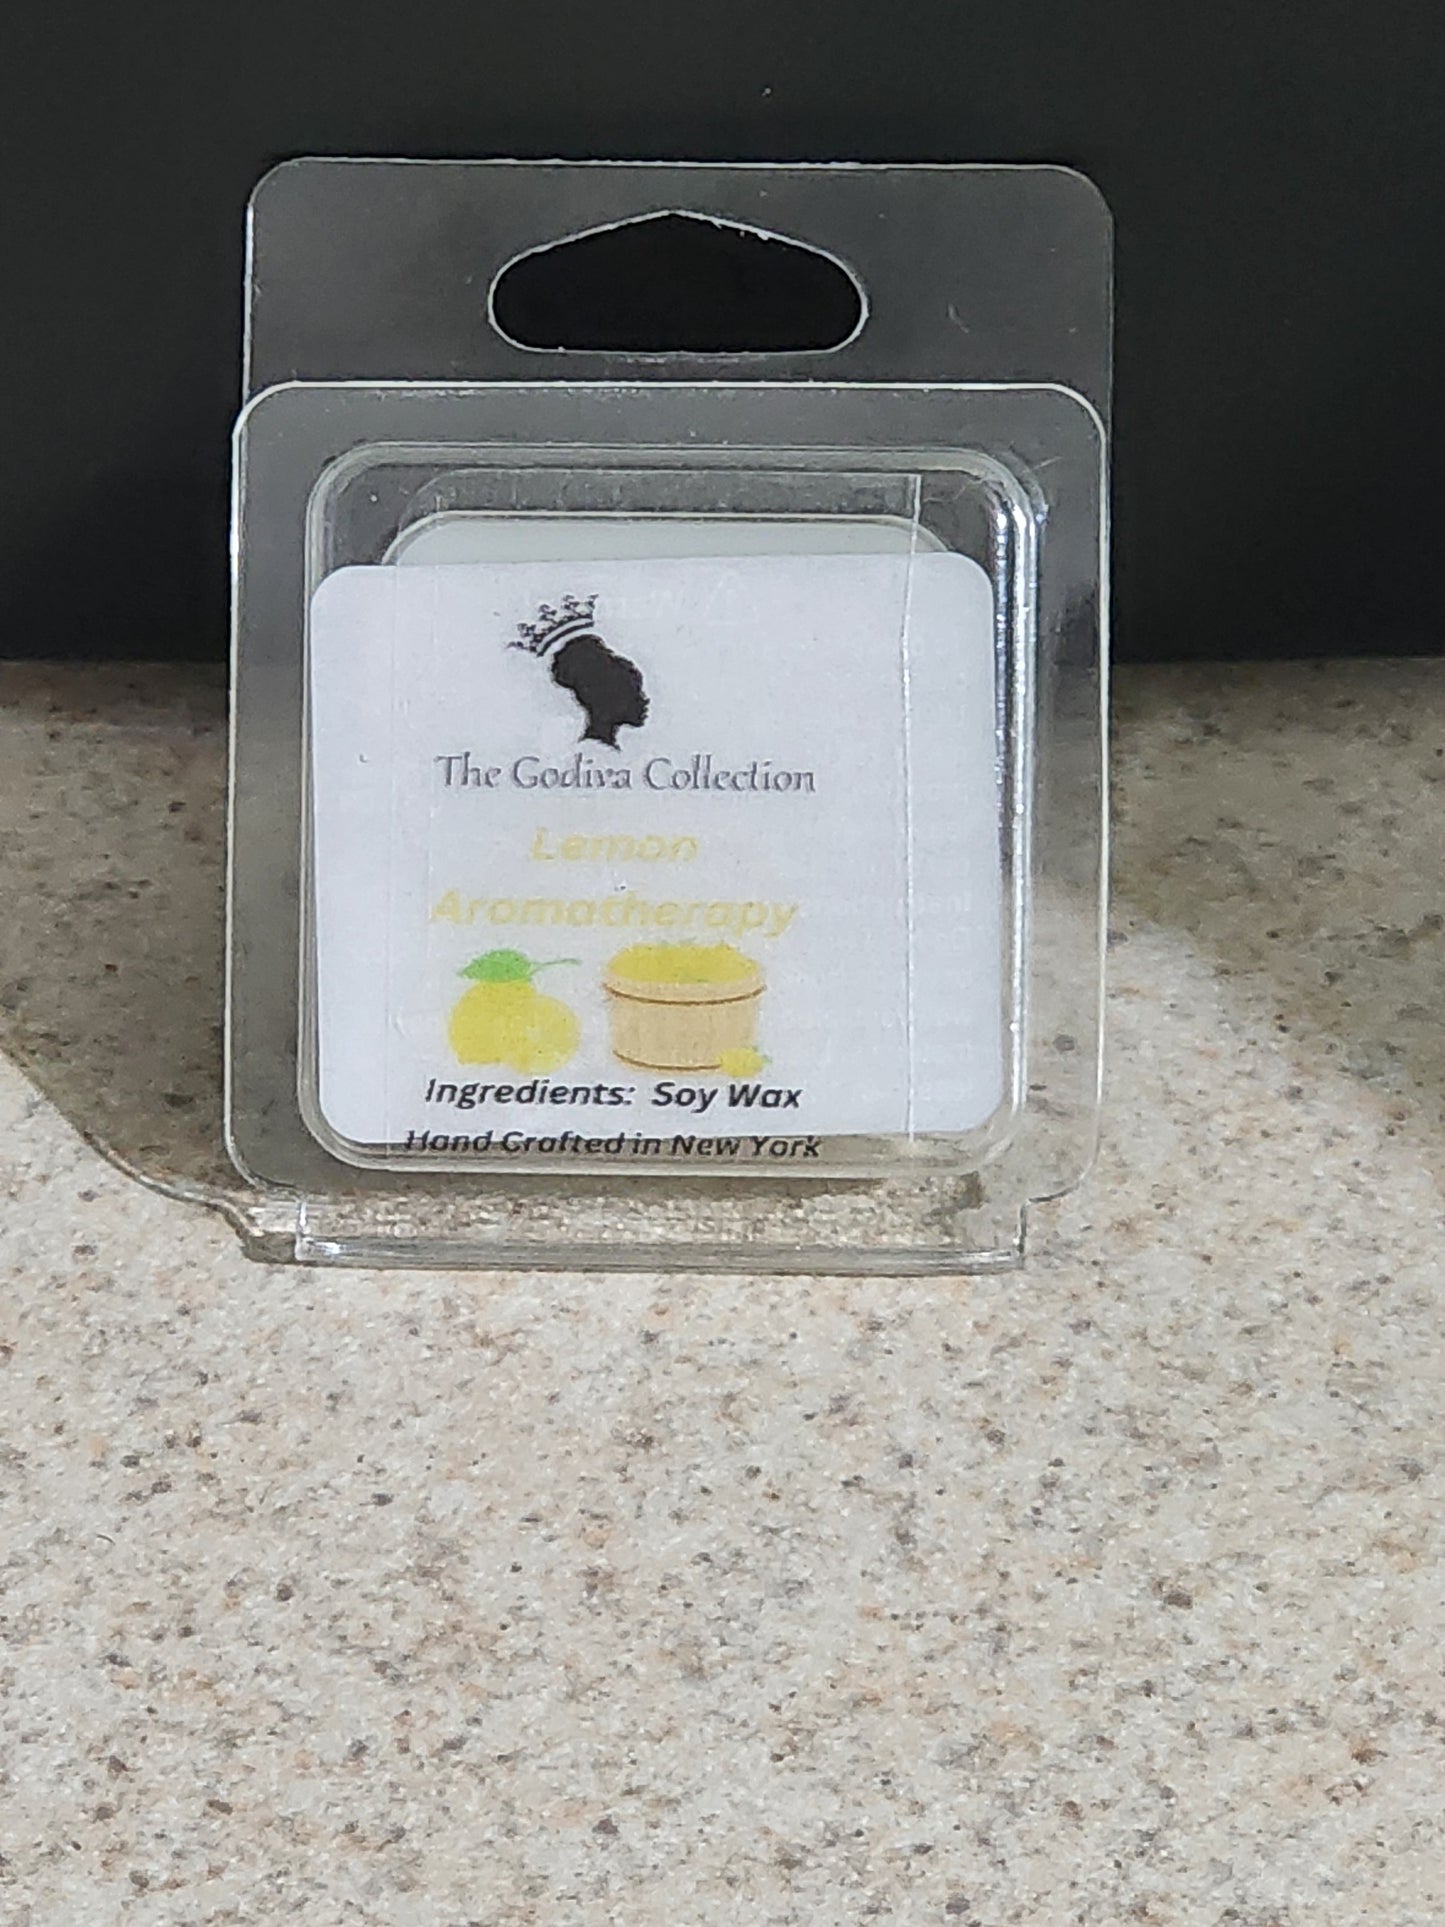 The Godiva Collection
Lemon
Aromatherapy
Ingredients: Soy Wax
Hand Crafted in New York